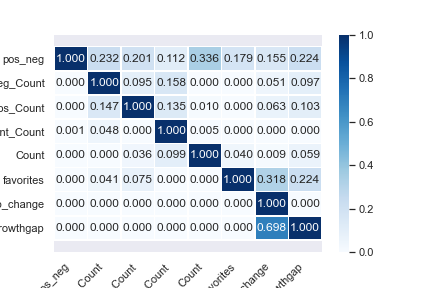 pos_neg 1.000 0.232 0.201 0.112 0.336 0.179 0.155 0.224
eg_Count 0.000 1.000 0.095 0.158 0.000 0.000 0.051 0.097
os_Count 0.000 0.147 1.000 0.135 0.010 0.000 0.063 0.103
nt_Count 0.001 0.048 0.000 1.000 0.005 0.000 0.000 0.000
Count 0.000 0.000 0.036 0.099 1.000 0.040 0.009 0.059
favorites 0.000 0.041 0.075 0.000 0.000 1.000 0.318 0.224
o_change 0.000 0.000 0.000 0.000 0.000 0.000 1.000 0.000
rowthgap 0.000 0.000 0.000 0.000 0.000 0.000 0.698 1.000
os_neg Count Count Count Count vorites change wthgap
1.0
0.8
0.6
0.4
0.2
0.0